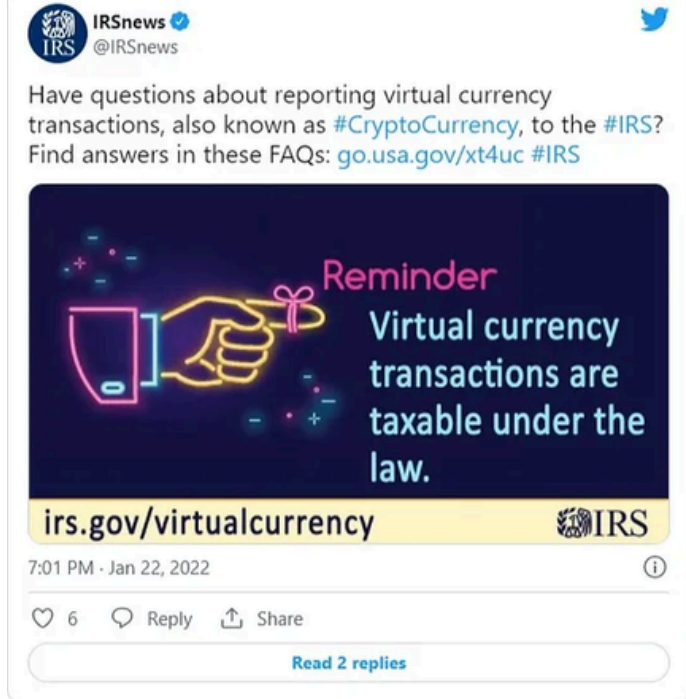 IRSnews
IRS
@IRSnews
Have questions about reporting virtual currency
transactions, also known as #CryptoCurrency, to the #IRS?
Find answers in these FAQs: go.usa.gov/xt4uc #IRS
Reminder
Virtual currency
transactions are
taxable under the
law.
irs.gov/virtualcurrency
IRS
7:01 PM · Jan 22, 2022
6 Reply Share
Read 2 replies